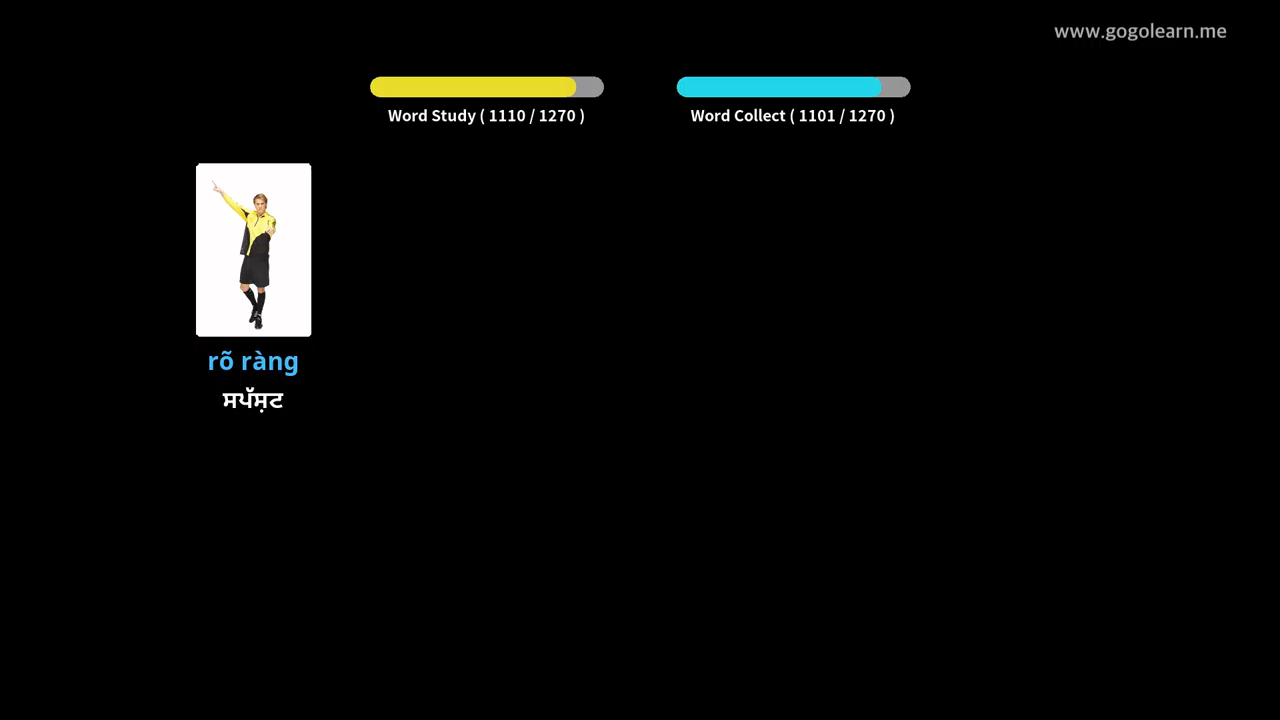 www.gogolearn.me
Word Study ( 1110 / 1270 )
Word Collect ( 1101 / 1270 )
rõ ràng
ਸਪੱਸ਼ਟ